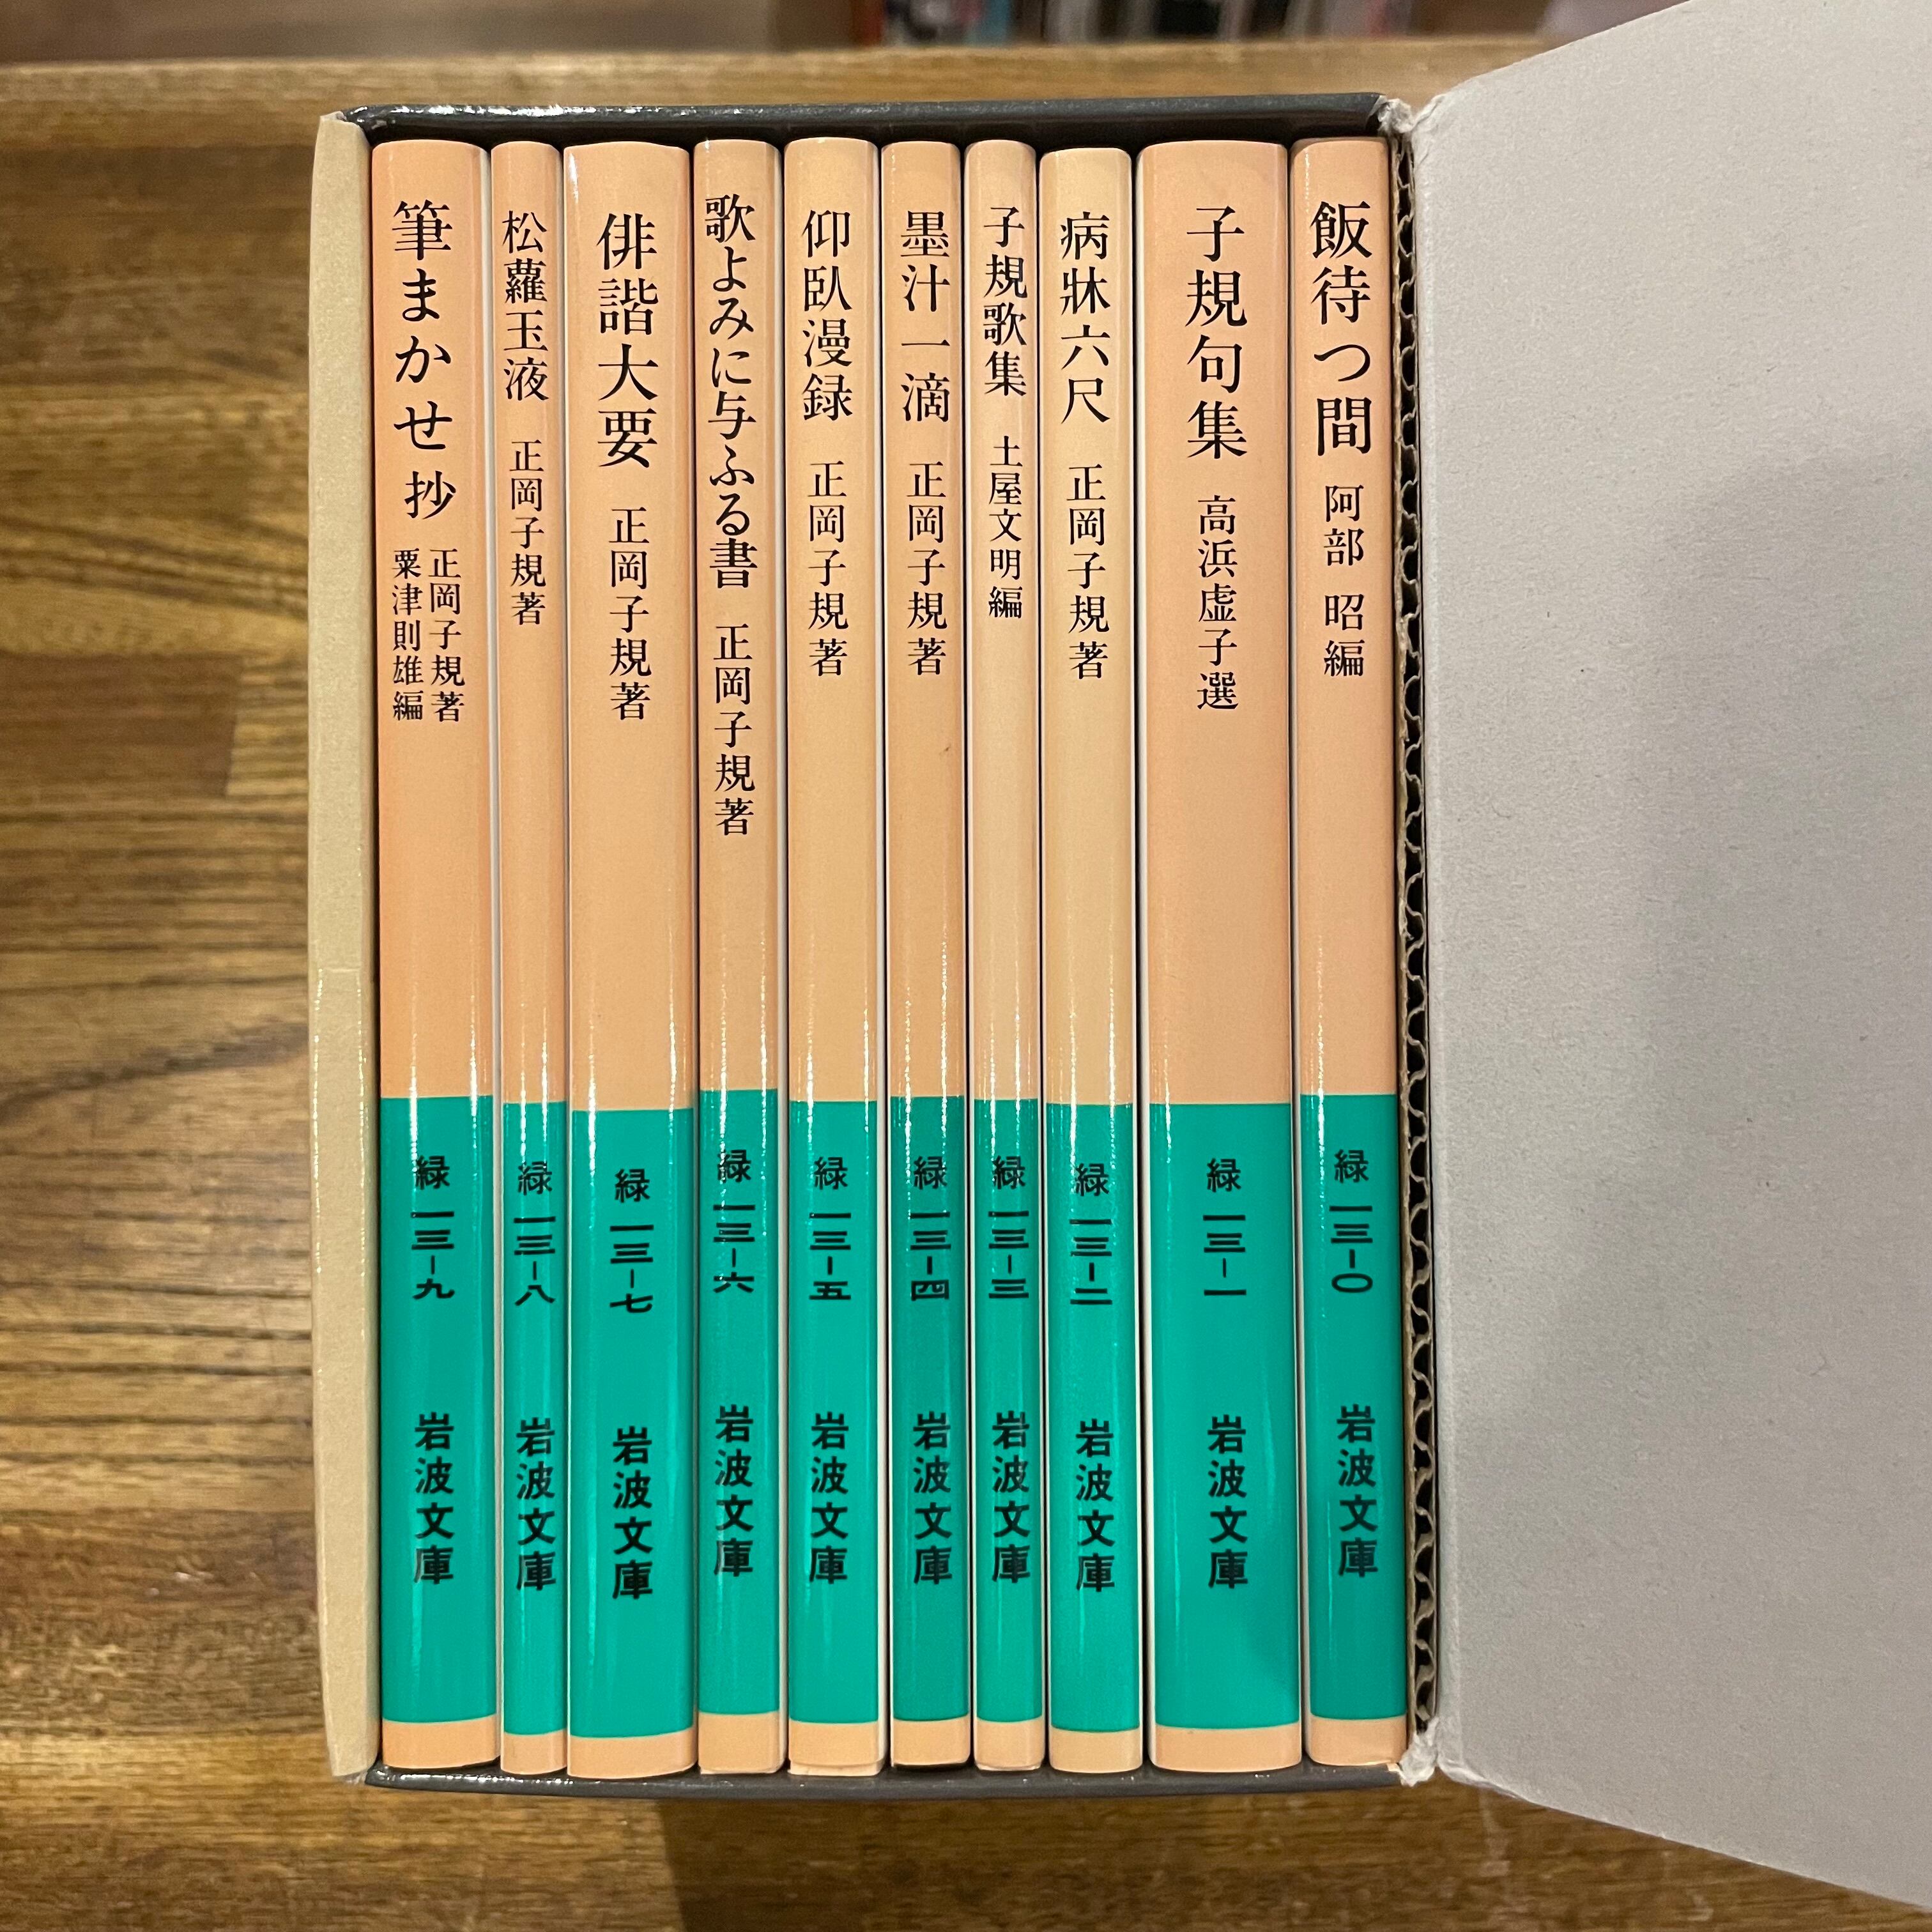 筆まかせ 抄
正岡子規著
粟津則雄編
緑一三-九
岩波文庫
松蘿玉液
正岡子規著
緑一三-八
岩波文庫
俳諧大要
正岡子規著
緑一三-七
岩波文庫
歌よみに与ふる書
正岡子規著
緑一三-六
岩波文庫
仰臥漫録
正岡子規著
緑一三-五
岩波文庫
墨汁一滴
正岡子規著
緑一三-四
岩波文庫
子規歌集
土屋文明編
緑一三-三
岩波文庫
病牀六尺
正岡子規著
緑一三-二
岩波文庫
子規句集
高浜虚子選
緑一三-一
岩波文庫
飯待つ間
阿部 昭編
緑一三-〇
岩波文庫